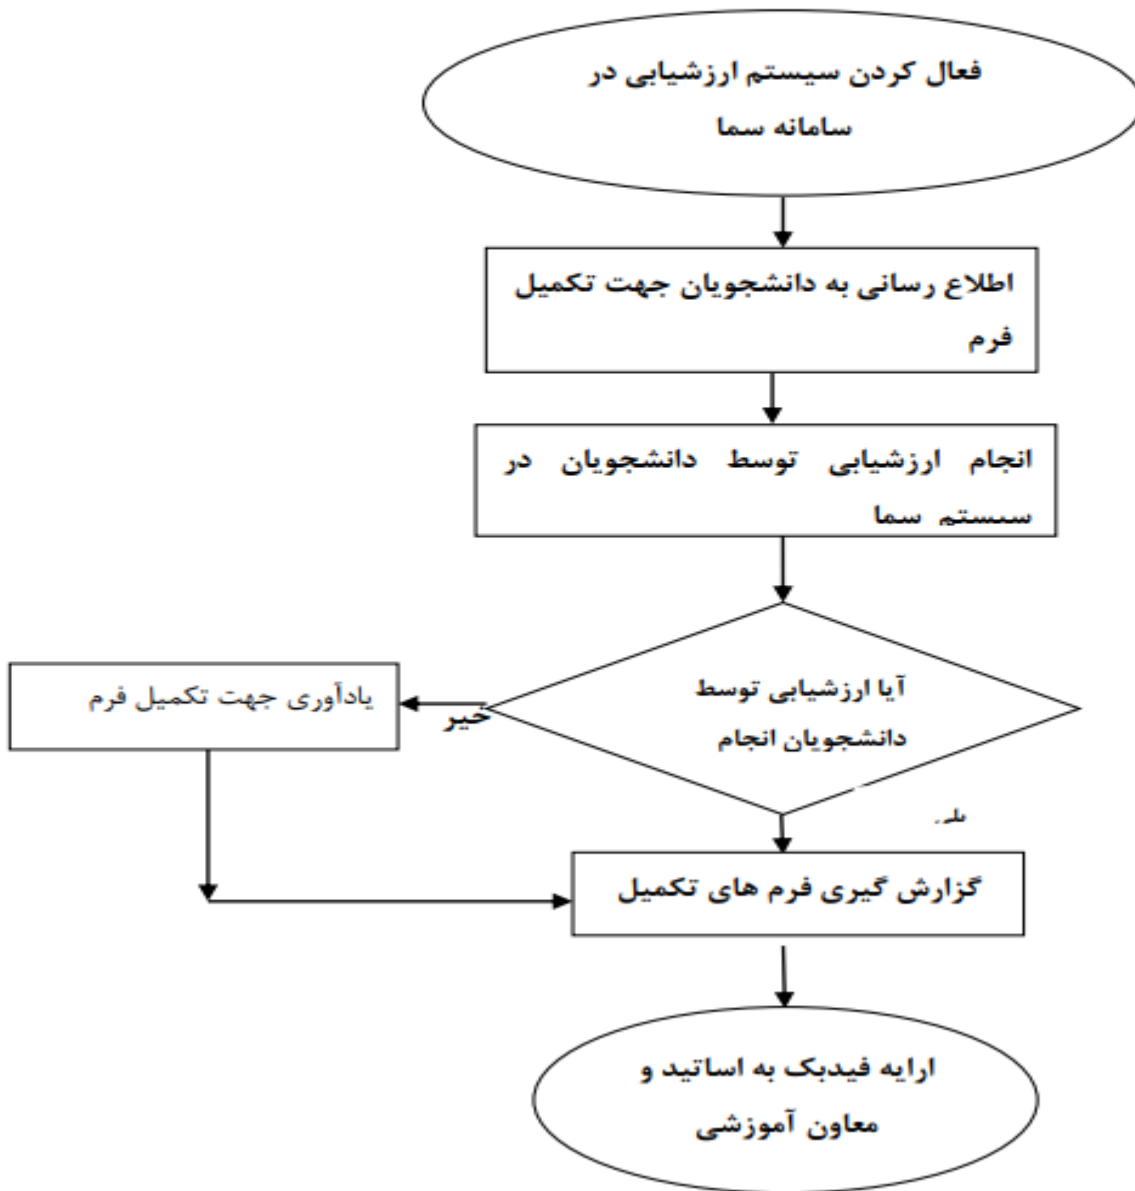 فعال کردن سیستم ارزشیابی در
سامانه سما
اطلاع رسانی به دانشجویان جهت تکمیل
فرم
انجام ارزشیابی توسط دانشجویان در
سیستم سما
آیا ارزشیابی توسط
دانشجویان انجام
خیر
یادآوری جهت تکمیل فرم
بلی
گزارش گیری فرم های تکمیل
ارایه فیدبک به اساتید و
معاون آموزشی